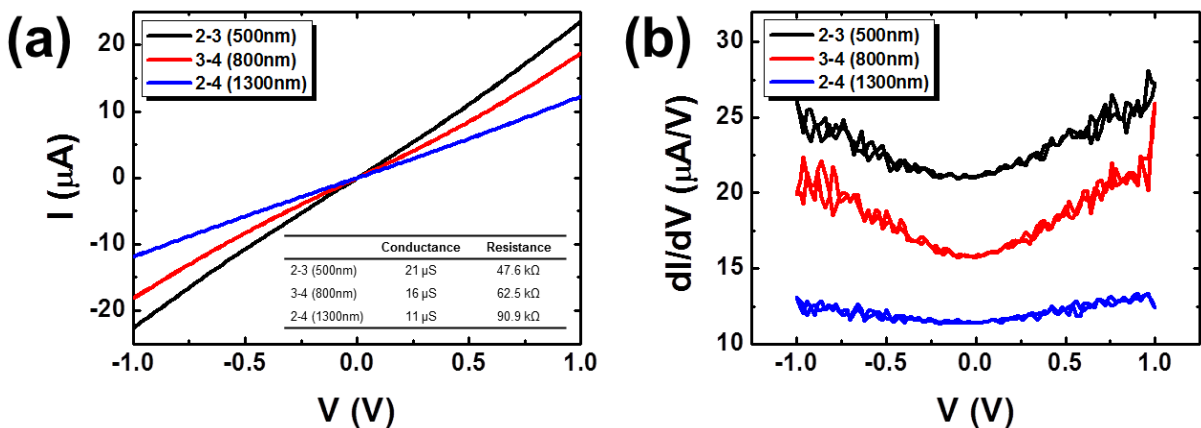 (a)
2-3 (500nm)
3-4 (800nm)
2-4 (1300nm)
I (μA)
20
10
0
-10
-20
Conductance Resistance
2-3 (500nm) 21 μS 47.6 kΩ
3-4 (800nm) 16 μS 62.5 kΩ
2-4 (1300nm) 11 μS 90.9 kΩ
-1.0 -0.5 0.0 0.5 1.0
V (V)
(b)
2-3 (500nm)
3-4 (800nm)
2-4 (1300nm)
dI/dV (μA/V)
30
25
20
15
10
-1.0 -0.5 0.0 0.5 1.0
V (V)